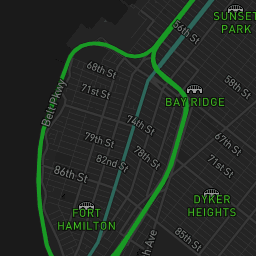 SUNSET
PARK
56th St
68th St
71st St
58th St
Belt Pkwy
BAY RIDGE
74th St
79th St
67th St
78th St
82nd St
71st St
86th St
DYKER
HEIGHTS
FORT
HAMILTON
85th St
Ave